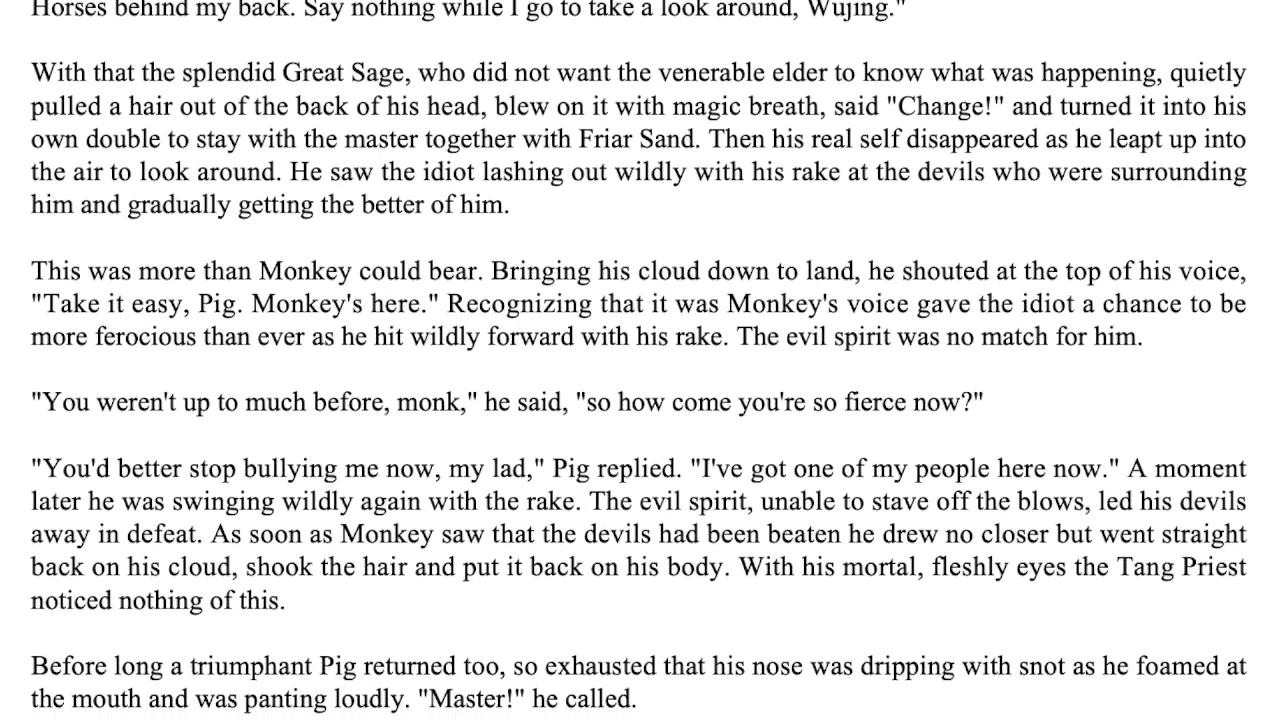 Horses behind my back. Say nothing while I go to take a look around, Wujing."
With that the splendid Great Sage, who did not want the venerable elder to know what was happening, quietly
pulled a hair out of the back of his head, blew on it with magic breath, said "Change!" and turned it into his
own double to stay with the master together with Friar Sand. Then his real self disappeared as he leapt up into
the air to look around. He saw the idiot lashing out wildly with his rake at the devils who were surrounding
him and gradually getting the better of him.
This was more than Monkey could bear. Bringing his cloud down to land, he shouted at the top of his voice,
"Take it easy, Pig. Monkey's here." Recognizing that it was Monkey's voice gave the idiot a chance to be
more ferocious than ever as he hit wildly forward with his rake. The evil spirit was no match for him.
"You weren't up to much before, monk," he said, "so how come you're so fierce now?"
"You'd better stop bullying me now, my lad," Pig replied. "I've got one of my people here now." A moment
later he was swinging wildly again with the rake. The evil spirit, unable to stave off the blows, led his devils
away in defeat. As soon as Monkey saw that the devils had been beaten he drew no closer but went straight
back on his cloud, shook the hair and put it back on his body. With his mortal, fleshly eyes the Tang Priest
noticed nothing of this.
Before long a triumphant Pig returned too, so exhausted that his nose was dripping with snot as he foamed at
the mouth and was panting loudly. "Master!" he called.